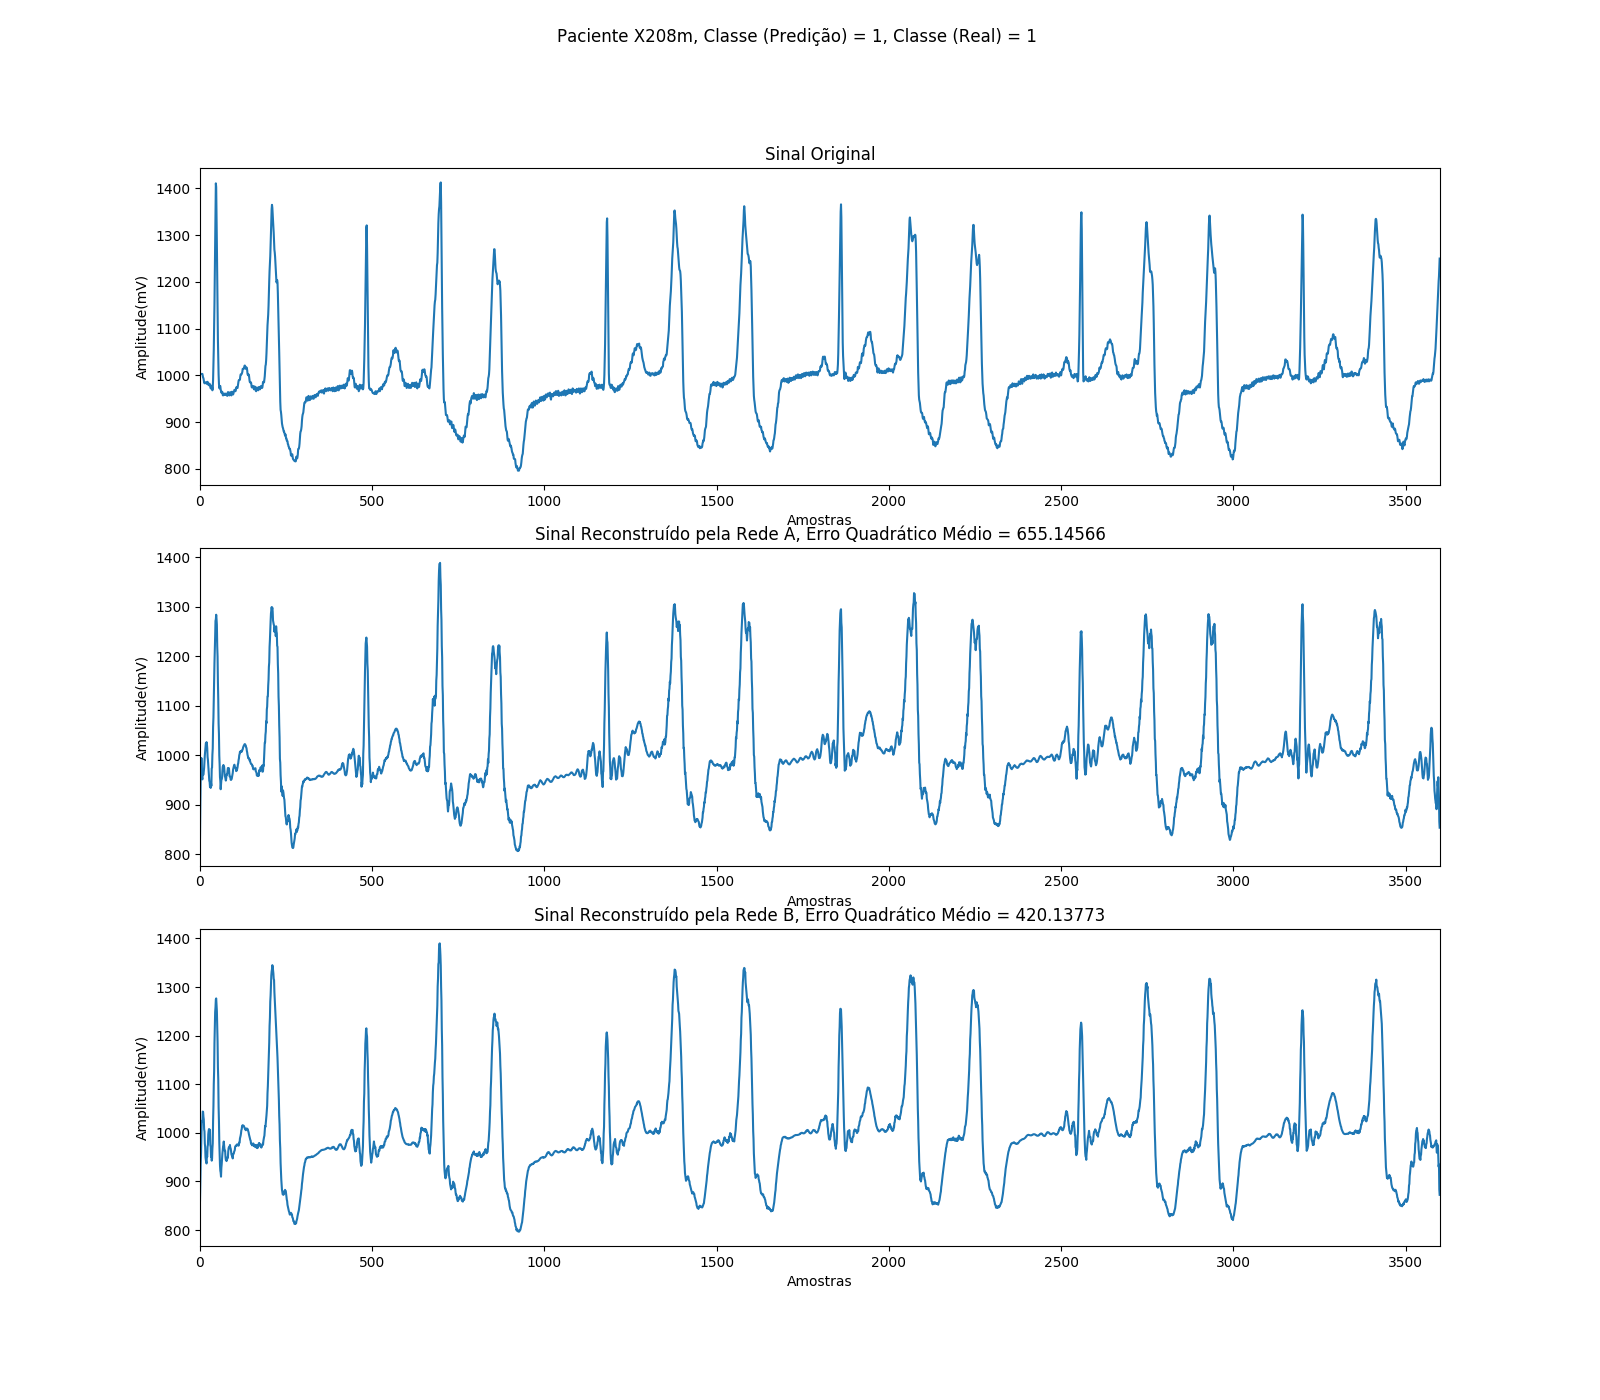 Paciente X208m, Classe (Predição) = 1, Classe (Real) = 1
Sinal Original
1400
1300
1200
1100
1000
900
800
Amplitude(mV)
0 500 1000 1500 2000 2500 3000 3500
Amostras
Sinal Reconstruído pela Rede A, Erro Quadrático Médio = 655.14566
1400
1300
1200
1100
1000
900
800
Amplitude(mV)
0 500 1000 1500 2000 2500 3000 3500
Amostras
Sinal Reconstruído pela Rede B, Erro Quadrático Médio = 420.13773
1400
1300
1200
1100
1000
900
800
Amplitude(mV)
0 500 1000 1500 2000 2500 3000 3500
Amostras